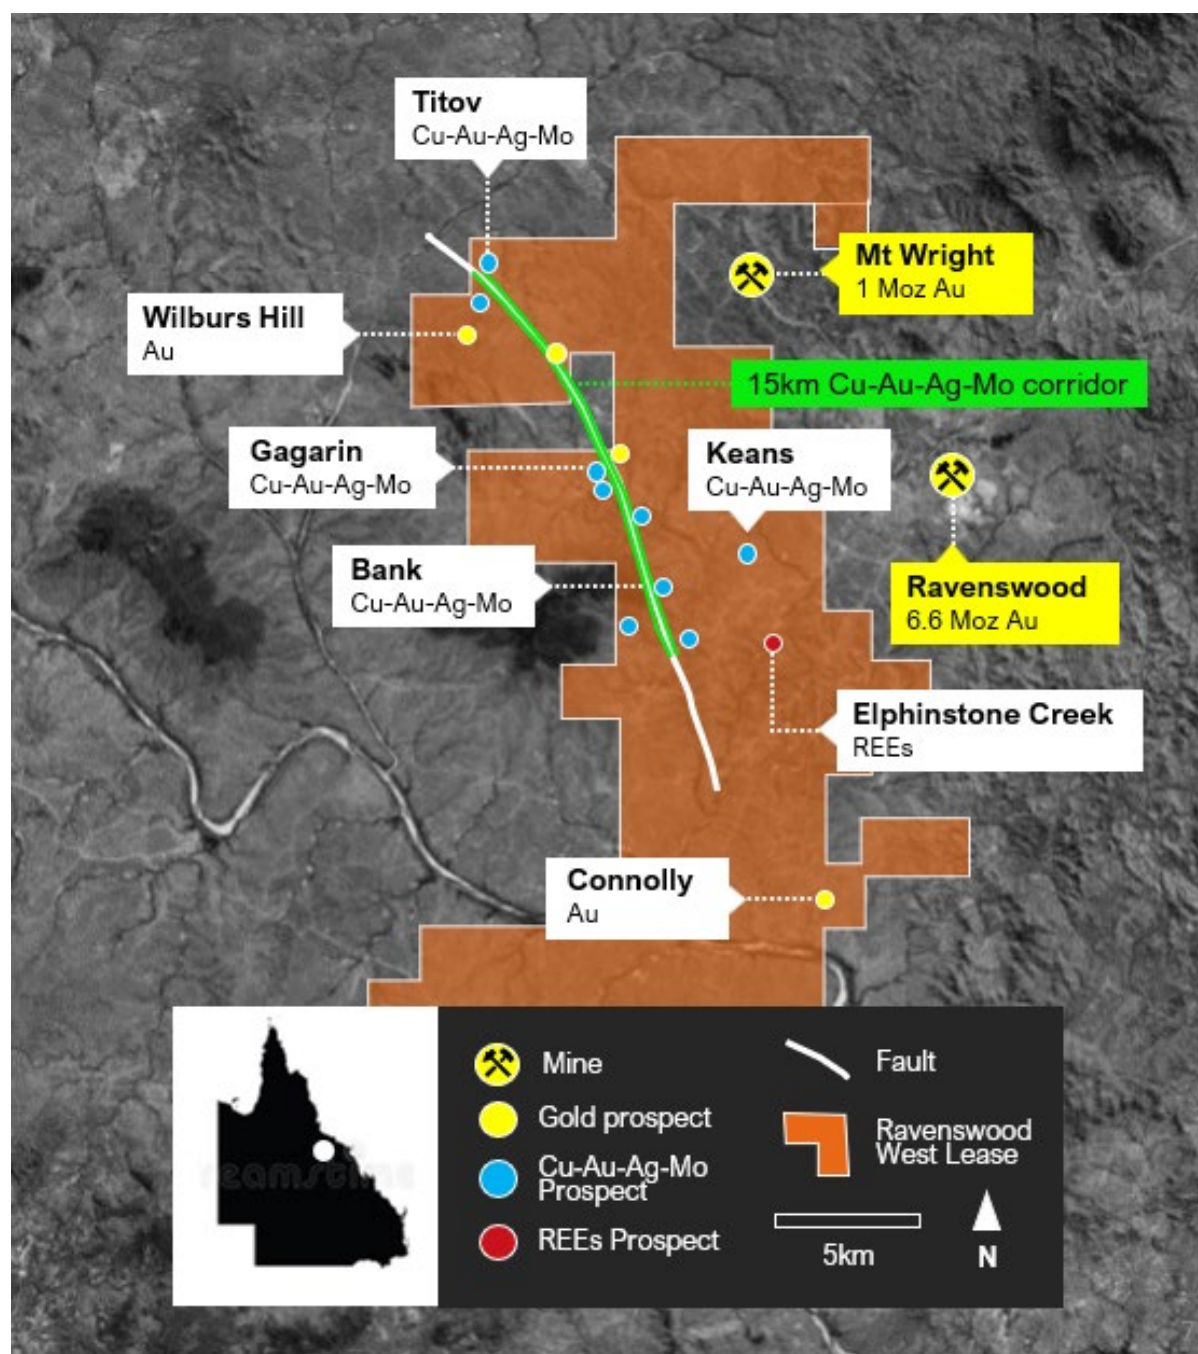 Titov
Cu-Au-Ag-Mo
Mt Wright
1 Moz Au
Wilburs Hill
Au
15km Cu-Au-Ag-Mo corridor
Gagarin
Cu-Au-Ag-Mo
Keans
Cu-Au-Ag-Mo
Bank
Cu-Au-Ag-Mo
Ravenswood
6.6 Moz Au
Elphinstone Creek
REEs
Connolly
Au
Mine
Gold prospect
Cu-Au-Ag-Mo
Prospect
REEs Prospect
Fault
Ravenswood
West Lease
5km
N
7